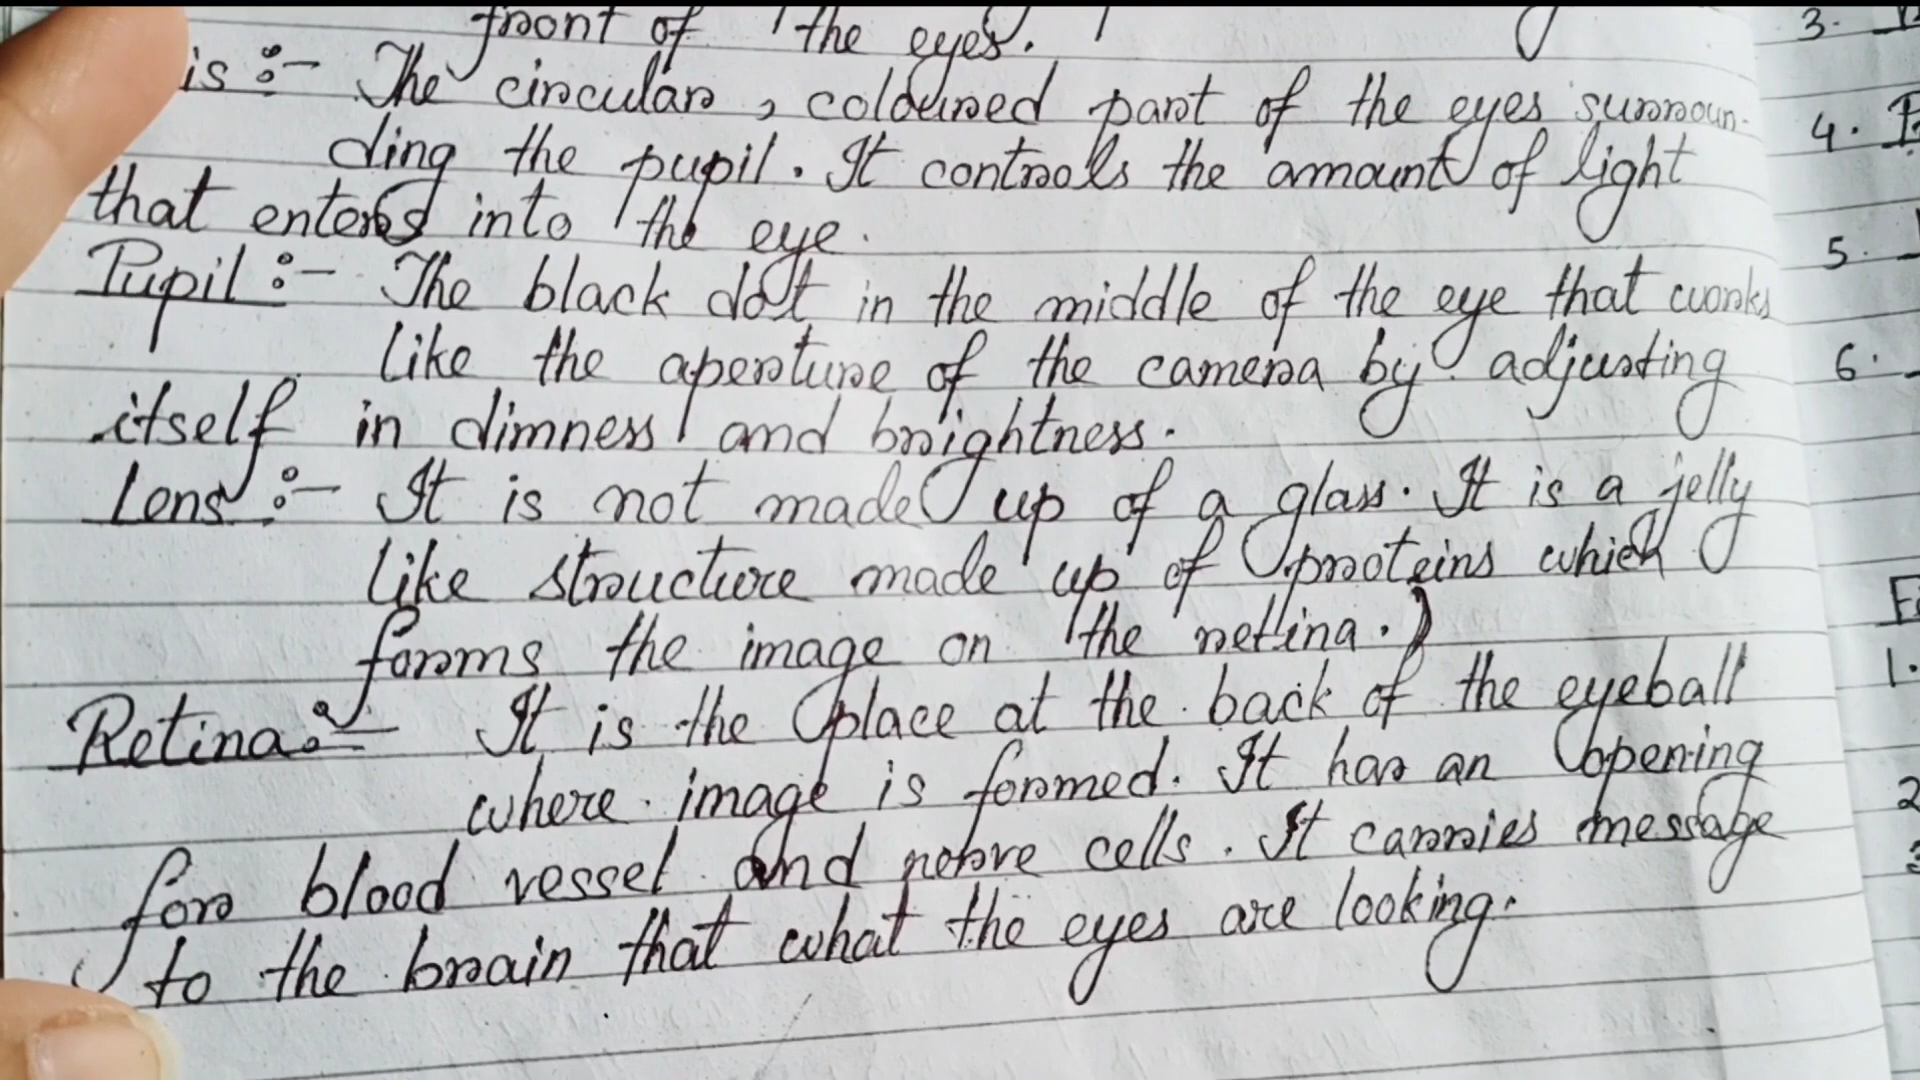 front of the eyes.
is :- The circular, coloured part of the eyes surroun-
ding the pupil. It controls the amount of light
that enters into the eye.
Pupil :- The black dot in the middle of the eye that works
like the aperture of the camera by adjusting
itself in dimness and brightness.
Lens :- It is not made up of a glass. It is a jelly
like structure made up of proteins which
forms the image on the retina.
Retina :- It is the place at the back of the eyeball
where image is formed. It has an opening
for blood vessel and nerve cells. It carries message
to the brain that what the eyes are looking.
3.
4.
5.
6.
1.
2
3